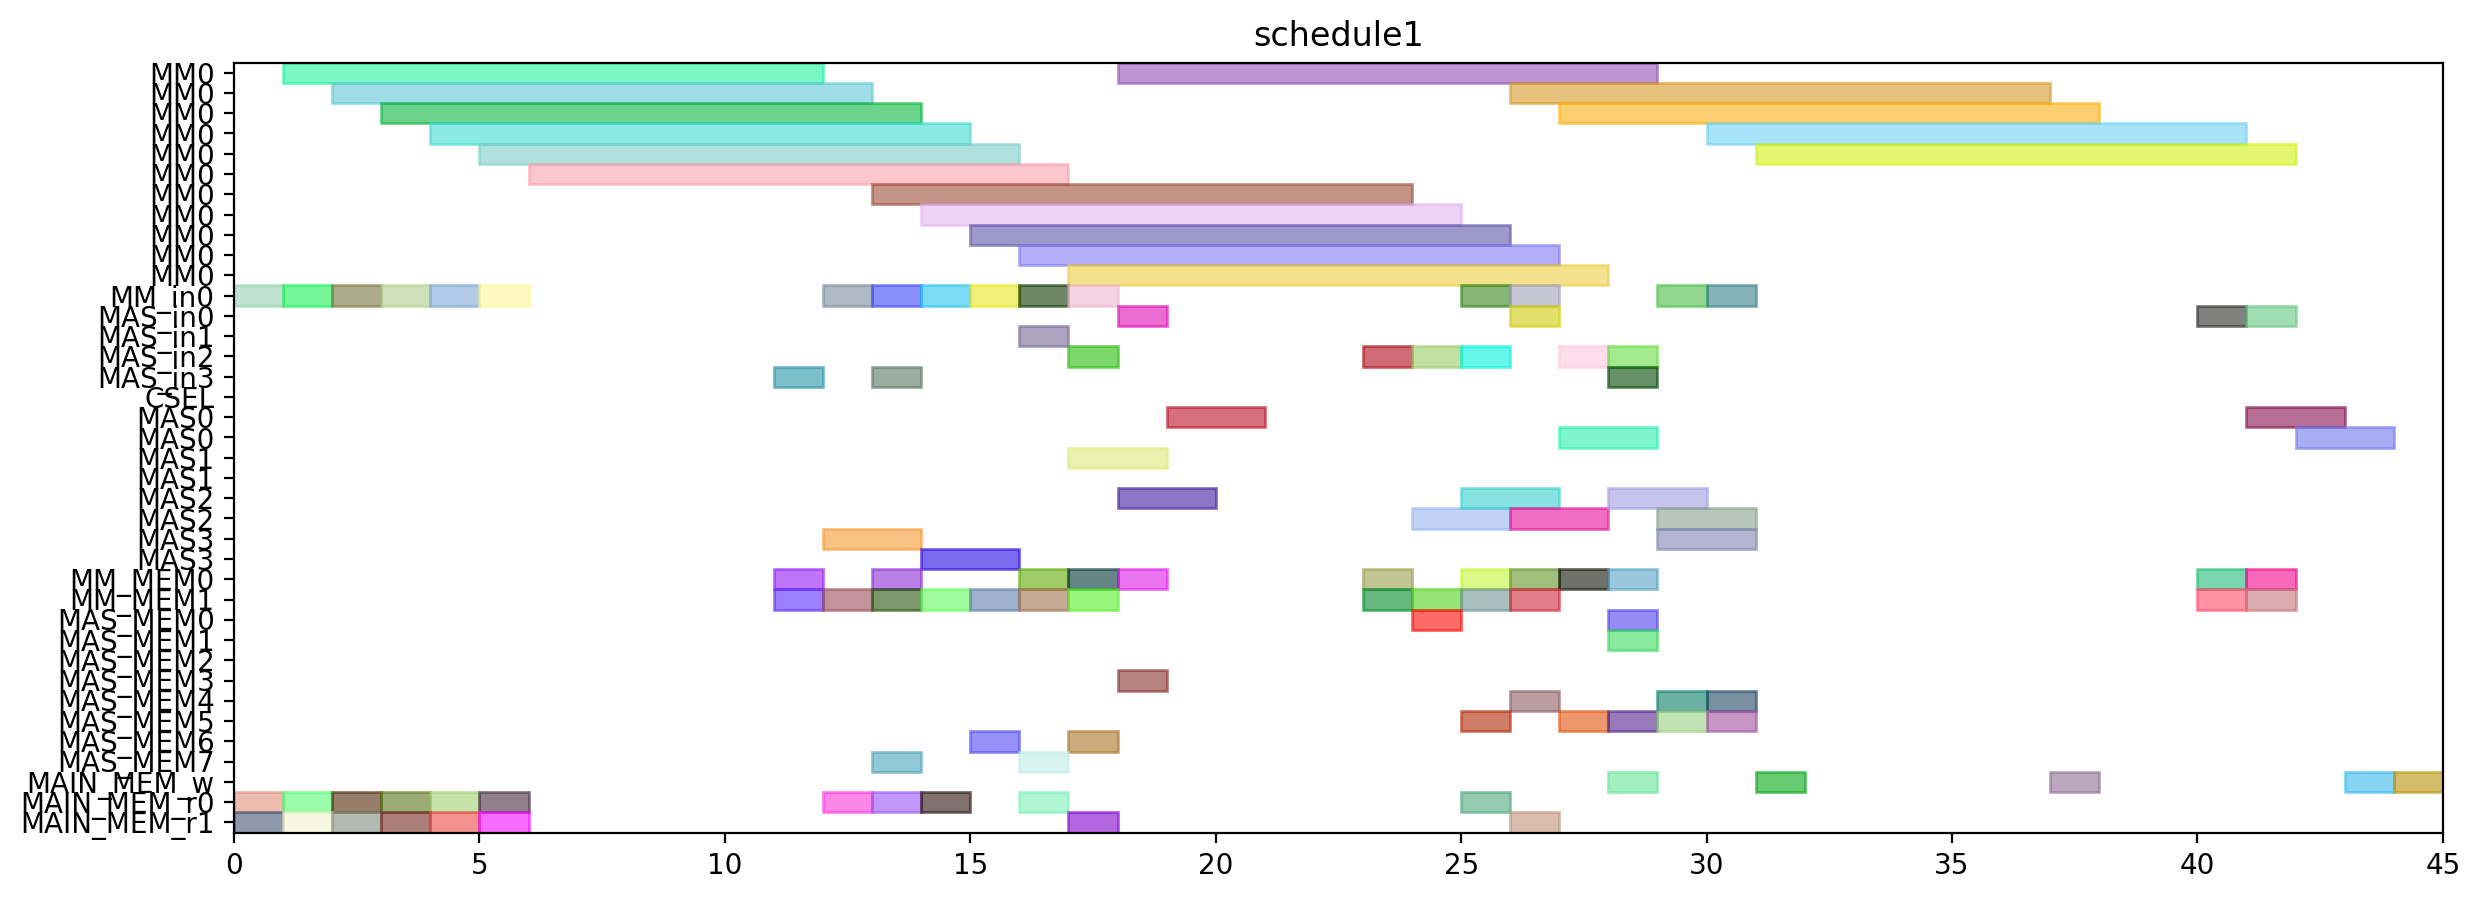 schedule1
MM0
MM0
MM0
MM0
MM0
MM0
MM0
MM0
MM0
MM0
MM0
MM_in0
MAS_in0
MAS_in1
MAS_in2
MAS_in3
CSEL
MAS0
MAS0
MAS1
MAS1
MAS2
MAS2
MAS3
MAS3
MM_MEM0
MM_MEM1
MAS_MEM0
MAS_MEM1
MAS_MEM2
MAS_MEM3
MAS_MEM4
MAS_MEM5
MAS_MEM6
MAS_MEM7
MAIN_MEM_w
MAIN_MEM_r0
MAIN_MEM_r1
0 5 10 15 20 25 30 35 40 45